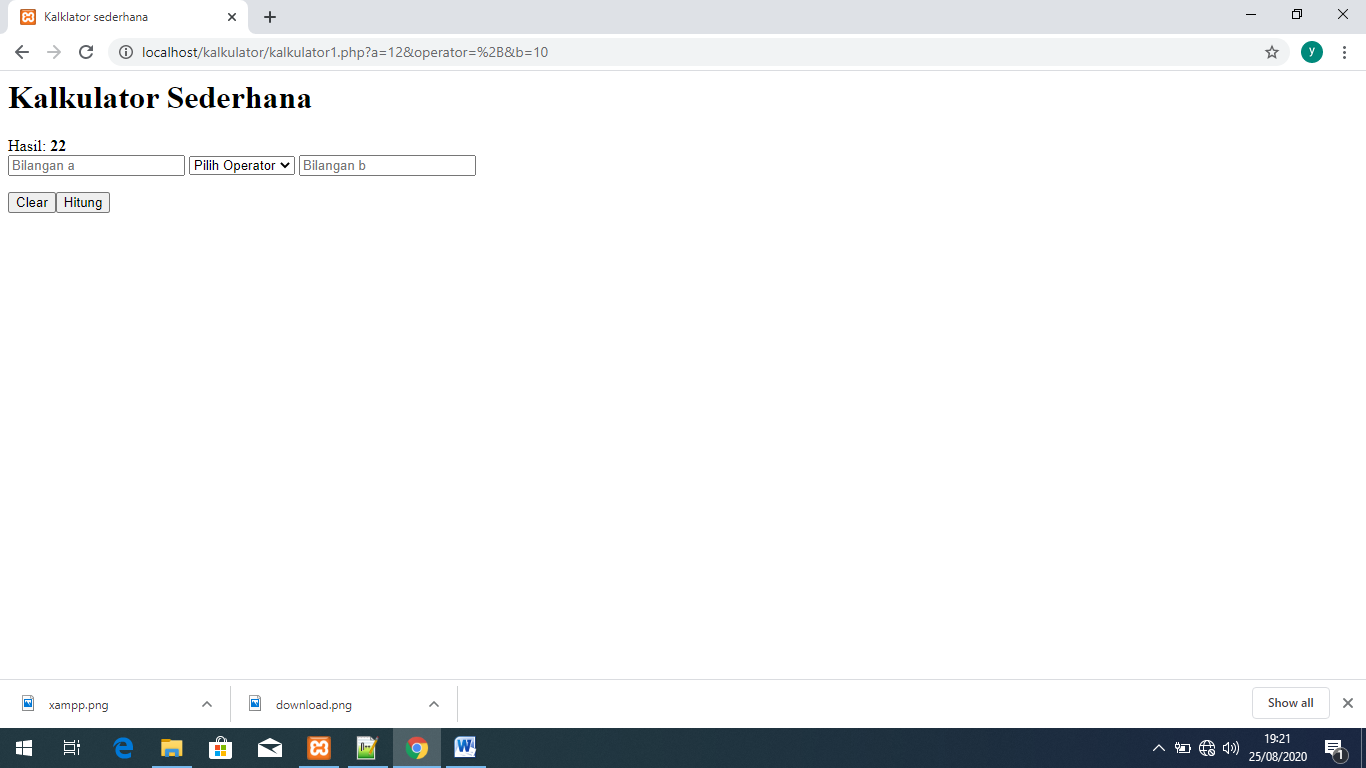 Kalklator sederhana
localhost/kalkulator/kalkulator1.php?a=12&operator=%2B&b=10
y
Kalkulator Sederhana
Hasil: 22
Bilangan a Pilih Operator Bilangan b
Clear Hitung
xampp.png download.png Show all
19:21
25/08/2020
1